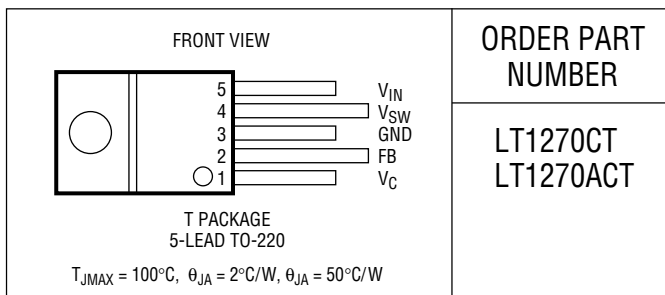 FRONT VIEW
5 V_IN
4 V_SW
3 GND
2 FB
1 V_C
T PACKAGE
5-LEAD TO-220
T_JMAX = 100°C, θ_JA = 2°C/W, θ_JA = 50°C/W
ORDER PART
NUMBER
LT1270CT
LT1270ACT